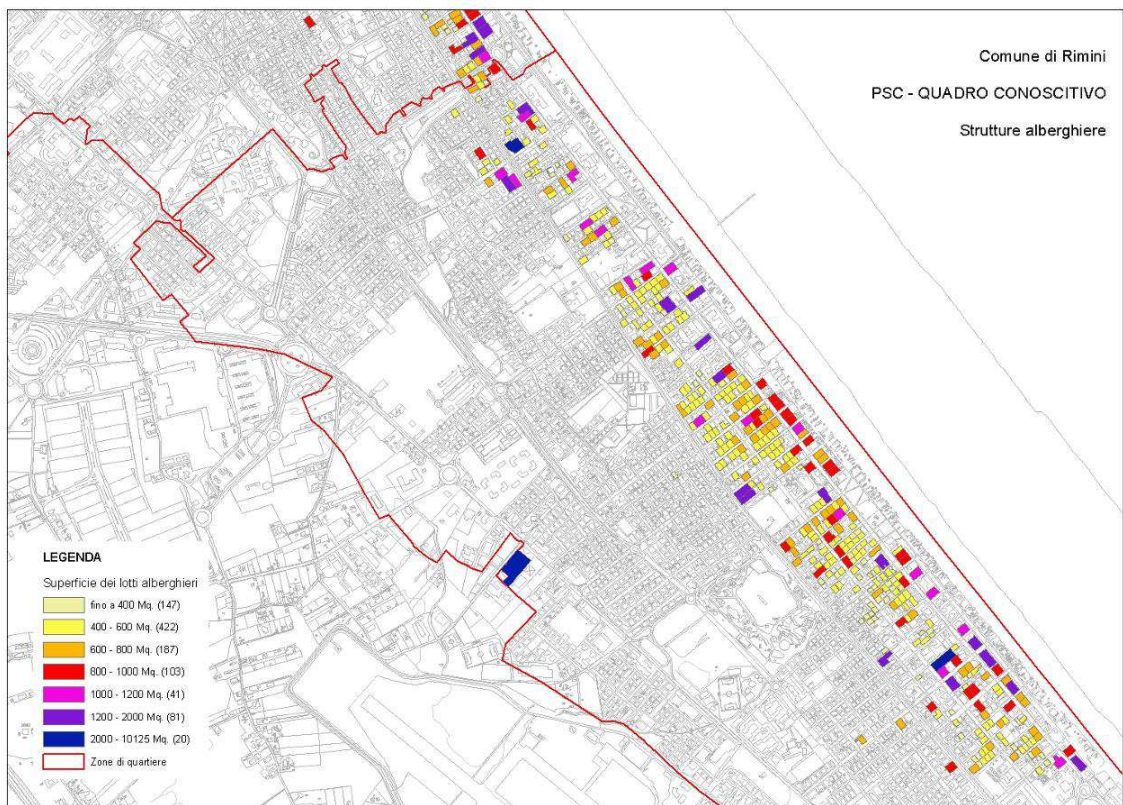 Comune di Rimini
PSC - QUADRO CONOSCITIVO
Strutture alberghiere
LEGENDA
Superficie dei lotti alberghieri
fino a 400 Mq. (147)
400 - 600 Mq. (422)
600 - 800 Mq. (187)
800 - 1000 Mq. (103)
1000 - 1200 Mq. (41)
1200 - 2000 Mq. (81)
2000 - 10125 Mq. (20)
Zone di quartiere